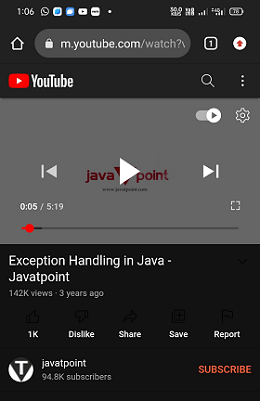 1:06
70
m.youtube.com/watch?v
1
YouTube
javaTpoint
www.javatpoint.com
0:05 / 5:19
Exception Handling in Java -
Javatpoint
142K views · 3 years ago
1K Dislike Share Save Report
javatpoint
94.8K subscribers
SUBSCRIBE